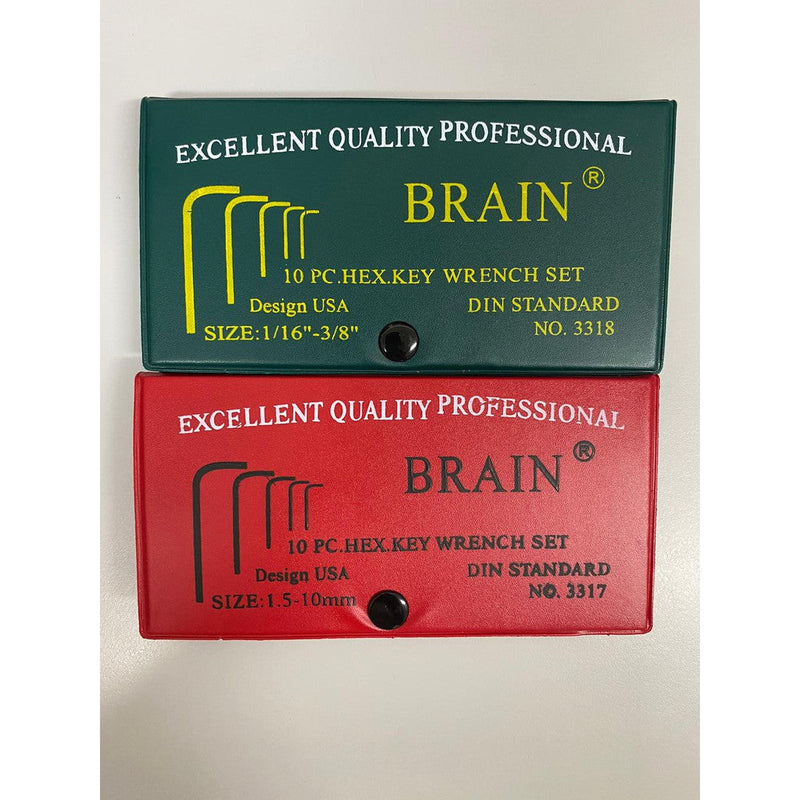 EXCELLENT QUALITY PROFESSIONAL
BRAIN®
10 PC.HEX.KEY WRENCH SET
Design USA DIN STANDARD
SIZE:1/16"-3/8" NO. 3318
EXCELLENT QUALITY PROFESSIONAL
BRAIN®
10 PC.HEX.KEY WRENCH SET
Design USA DIN STANDARD
SIZE:1.5-10mm NO. 3317